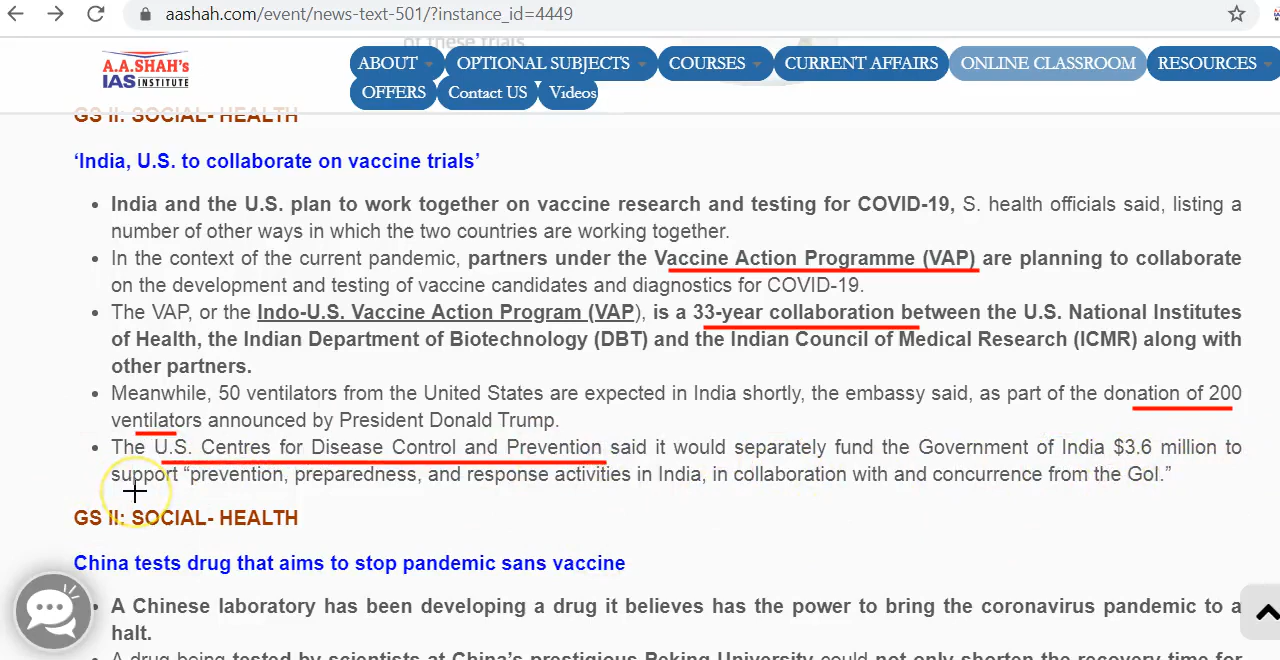 aashah.com/event/news-text-501/?instance_id=4449
of these trials
A.A.SHAH's
IAS INSTITUTE
ABOUT OPTIONAL SUBJECTS COURSES CURRENT AFFAIRS ONLINE CLASSROOM RESOURCES
OFFERS Contact US Videos
GS II: SOCIAL- HEALTH
‘India, U.S. to collaborate on vaccine trials’
• India and the U.S. plan to work together on vaccine research and testing for COVID-19, S. health officials said, listing a
number of other ways in which the two countries are working together.
• In the context of the current pandemic, partners under the Vaccine Action Programme (VAP) are planning to collaborate
on the development and testing of vaccine candidates and diagnostics for COVID-19.
• The VAP, or the Indo-U.S. Vaccine Action Program (VAP), is a 33-year collaboration between the U.S. National Institutes
of Health, the Indian Department of Biotechnology (DBT) and the Indian Council of Medical Research (ICMR) along with
other partners.
• Meanwhile, 50 ventilators from the United States are expected in India shortly, the embassy said, as part of the donation of 200
ventilators announced by President Donald Trump.
• The U.S. Centres for Disease Control and Prevention said it would separately fund the Government of India $3.6 million to
support “prevention, preparedness, and response activities in India, in collaboration with and concurrence from the GoI.”
GS II: SOCIAL- HEALTH
China tests drug that aims to stop pandemic sans vaccine
• A Chinese laboratory has been developing a drug it believes has the power to bring the coronavirus pandemic to a
halt.
• A drug being tested by scientists at China’s prestigious Peking University could not only shorten the recovery time for